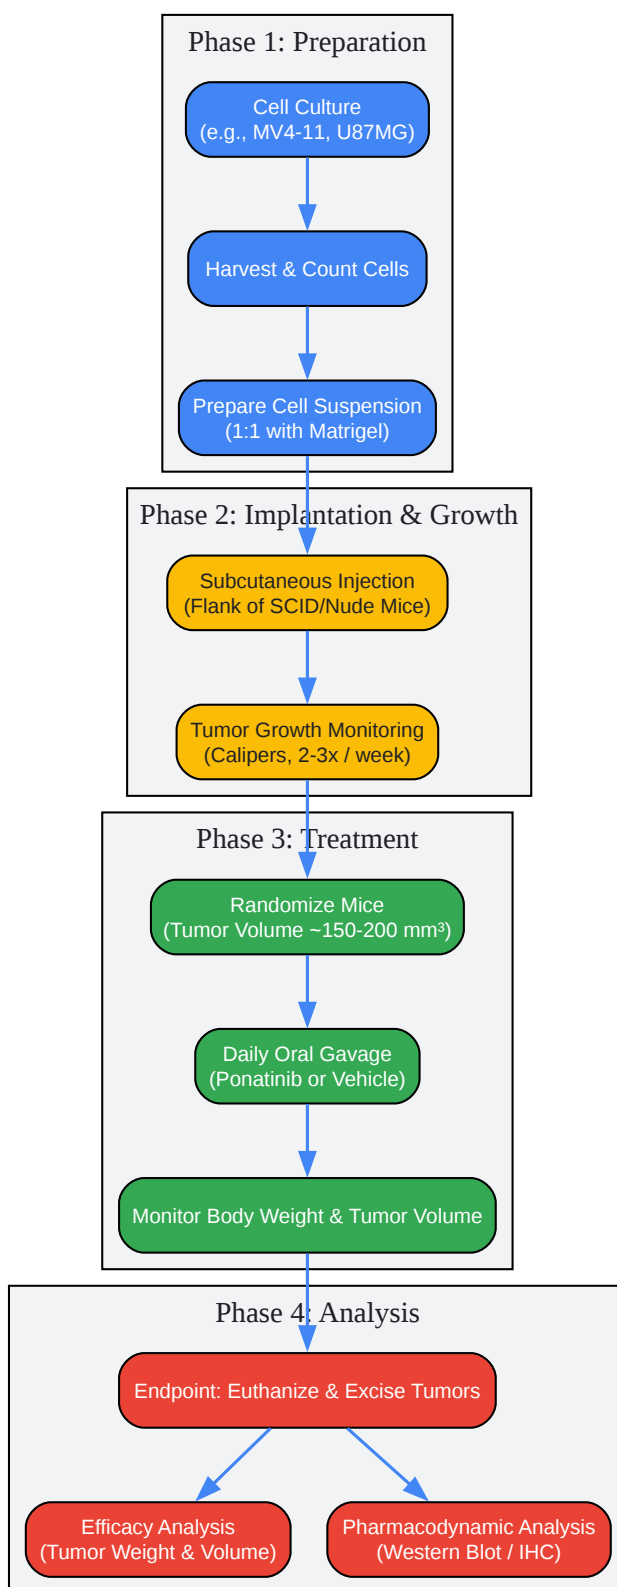 Phase 1: Preparation
Cell Culture
(e.g., MV4-11, U87MG)
Harvest & Count Cells
Prepare Cell Suspension
(1:1 with Matrigel)
Phase 2: Implantation & Growth
Subcutaneous Injection
(Flank of SCID/Nude Mice)
Tumor Growth Monitoring
(Calipers, 2-3x / week)
Phase 3: Treatment
Randomize Mice
(Tumor Volume ~150-200 mm³)
Daily Oral Gavage
(Ponatinib or Vehicle)
Monitor Body Weight & Tumor Volume
Phase 4: Analysis
Endpoint: Euthanize & Excise Tumors
Efficacy Analysis
(Tumor Weight & Volume)
Pharmacodynamic Analysis
(Western Blot / IHC)